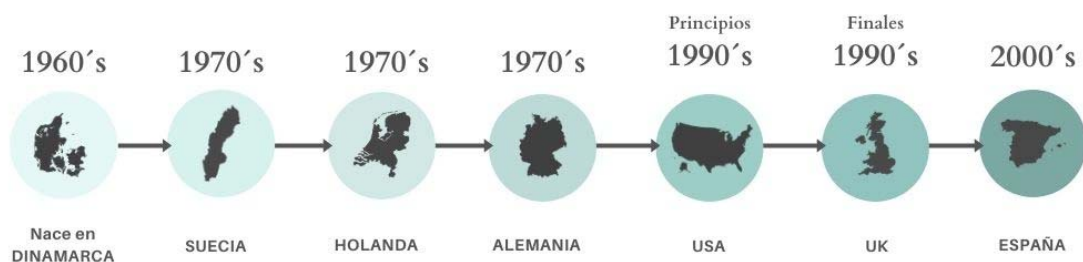 1960´s
1970´s
1970´s
1970´s
Principios
1990´s
Finales
1990´s
2000´s
Nace en
DINAMARCA
SUECIA
HOLANDA
ALEMANIA
USA
UK
ESPAÑA